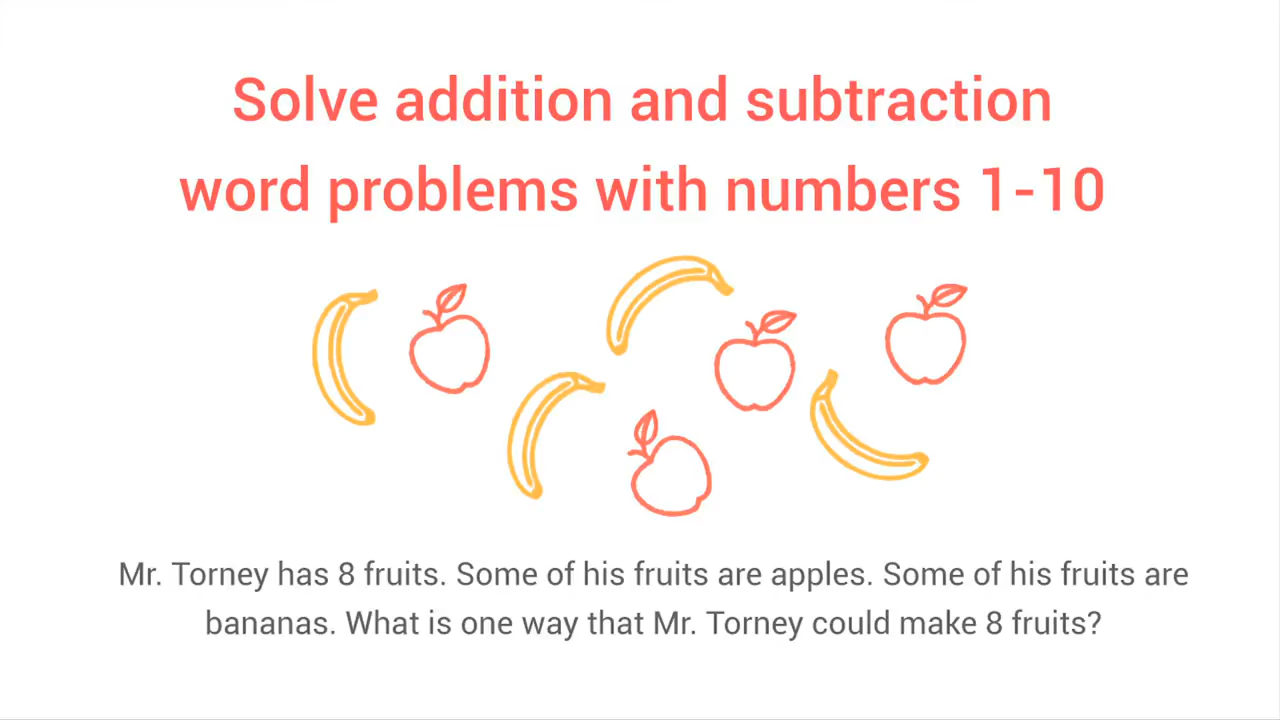 Solve addition and subtraction
word problems with numbers 1-10
Mr. Torney has 8 fruits. Some of his fruits are apples. Some of his fruits are
bananas. What is one way that Mr. Torney could make 8 fruits?